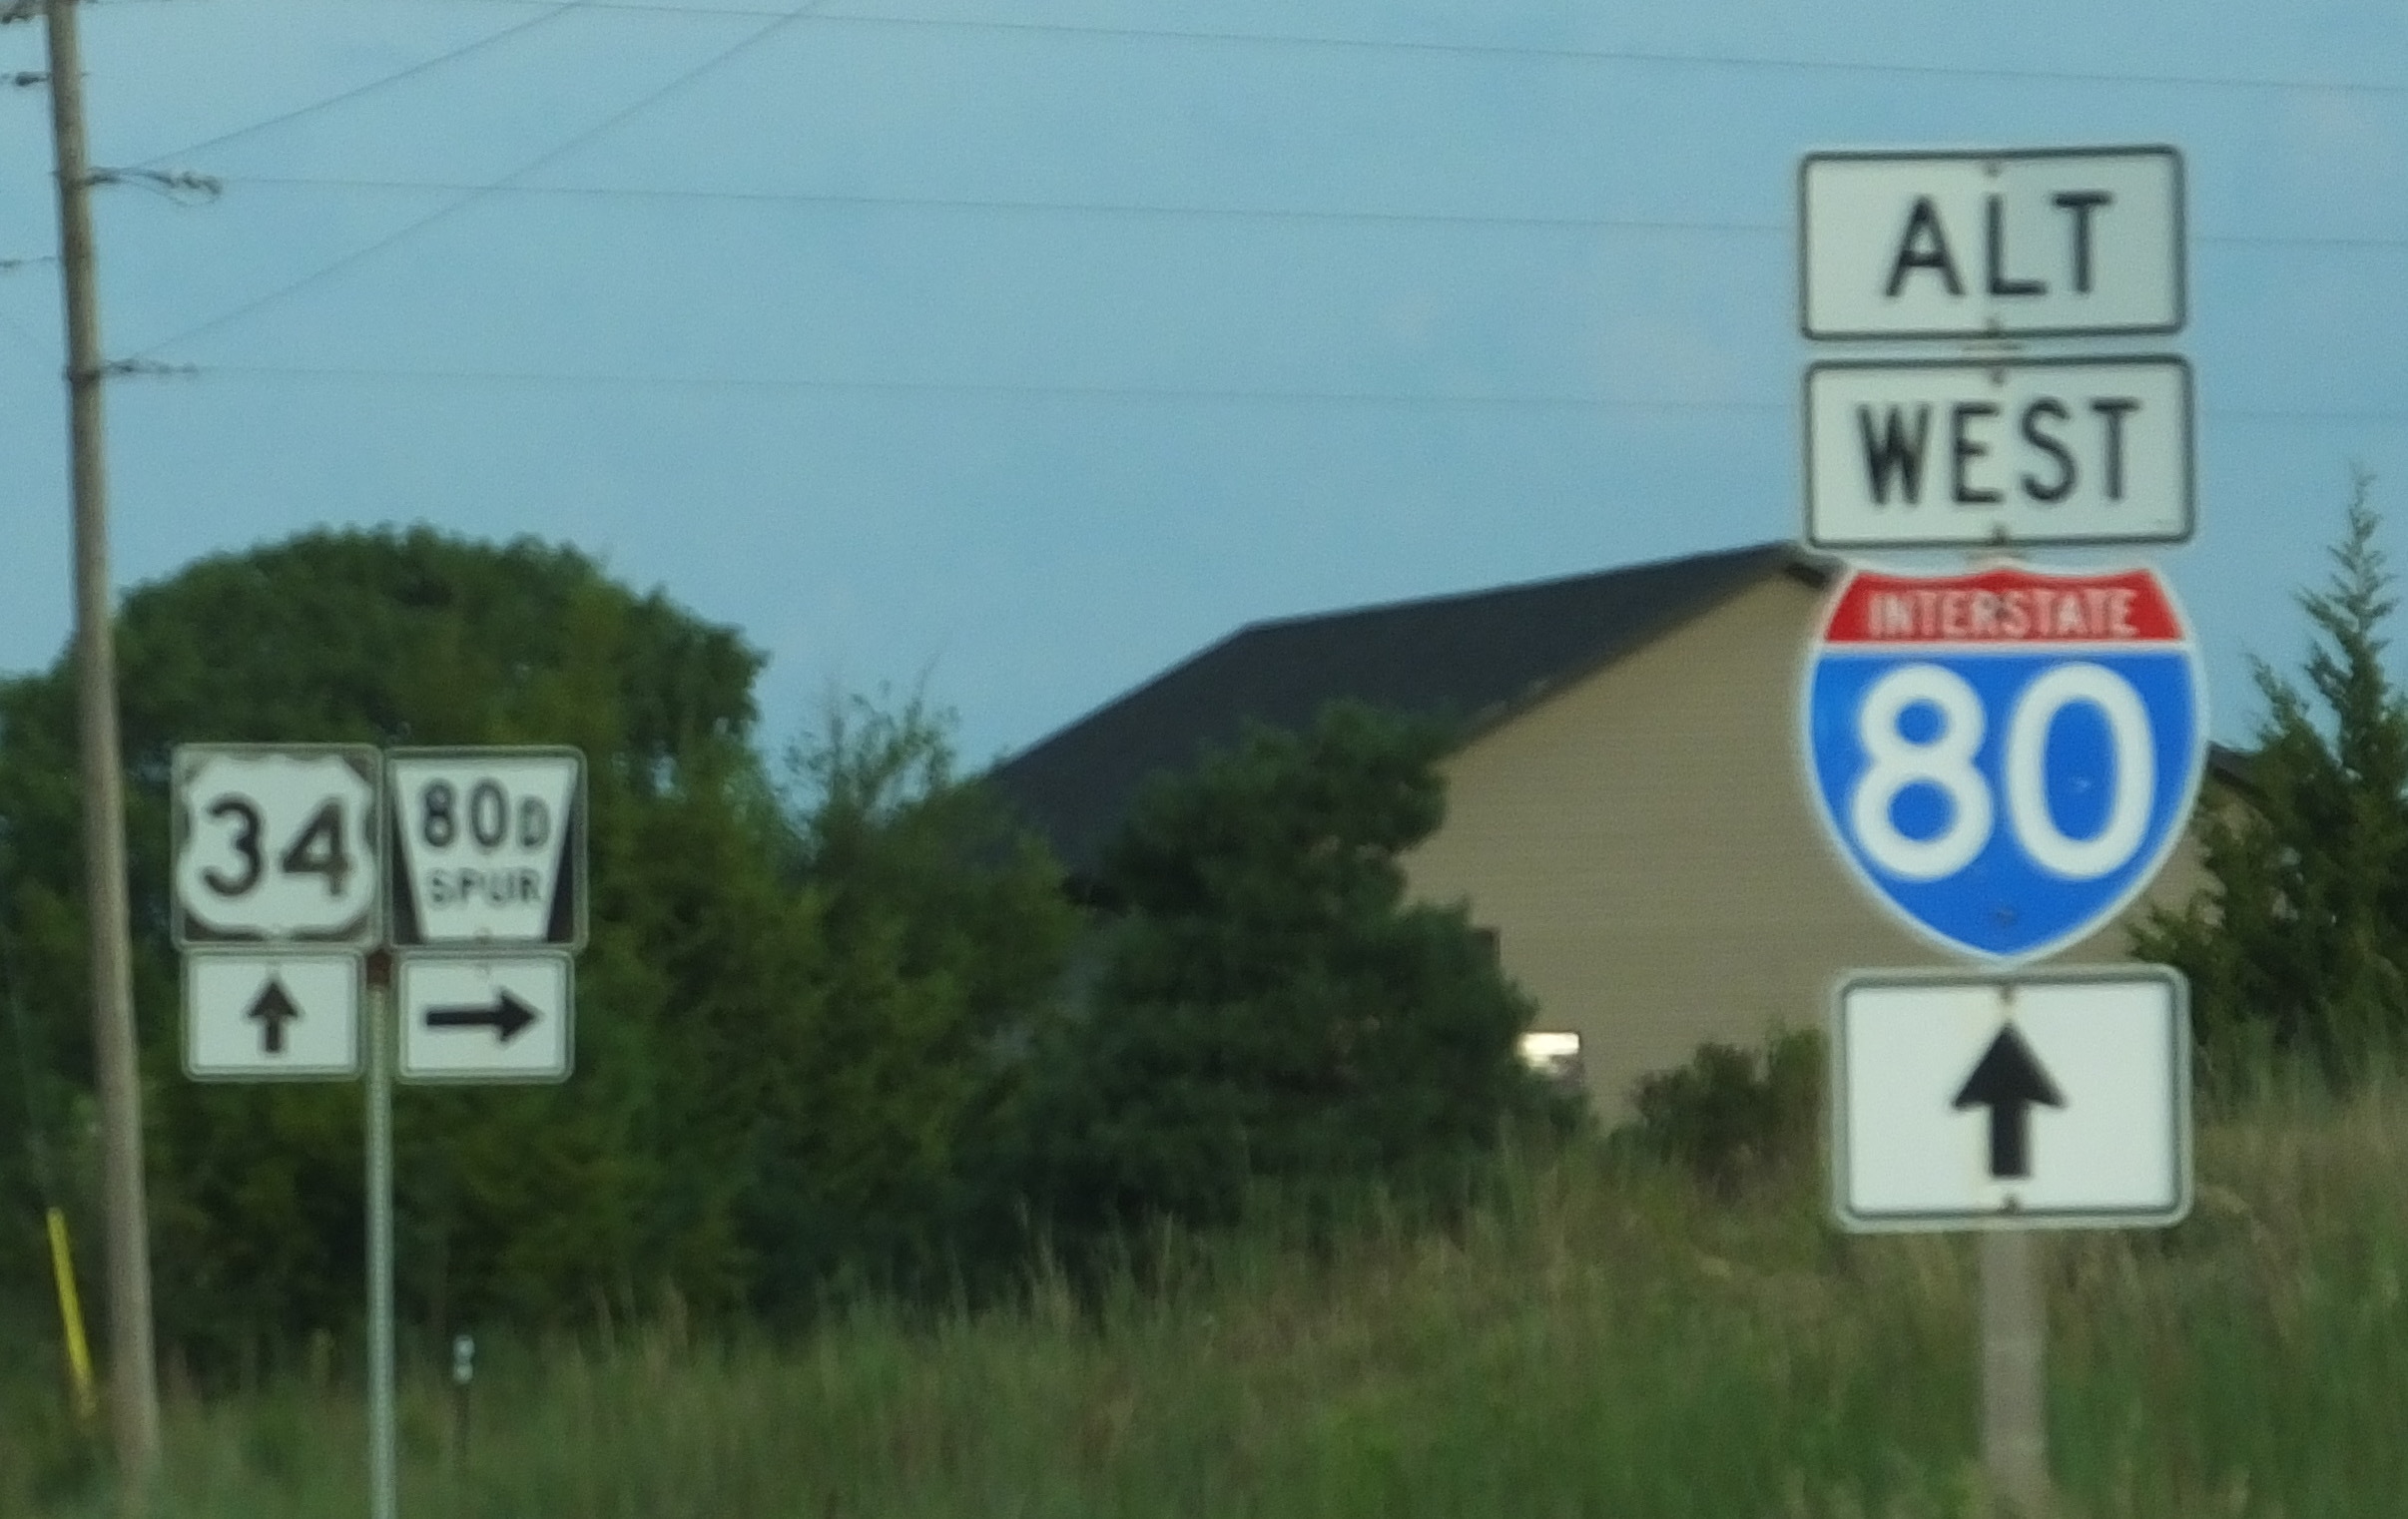 34
80D
SPUR
ALT
WEST
INTERSTATE
80